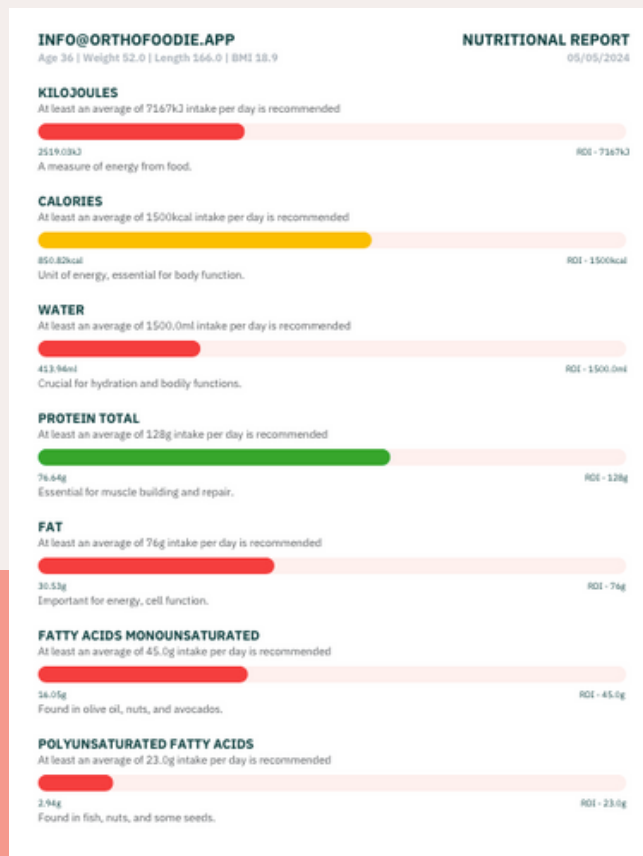 INFO@ORTHOFOODIE.APP
NUTRITIONAL REPORT
Age 36 | Weight 52.0 | Length 166.0 | BMI 18.9
05/05/2024
KILOJOULES
At least an average of 7167kJ intake per day is recommended
2519.03kJ
RDI - 7167kJ
A measure of energy from food.
CALORIES
At least an average of 1500kcal intake per day is recommended
850.82kcal
RDI - 1500kcal
Unit of energy, essential for body function.
WATER
At least an average of 1500.0ml intake per day is recommended
413.94ml
RDI - 1500.0ml
Crucial for hydration and bodily functions.
PROTEIN TOTAL
At least an average of 128g intake per day is recommended
76.64g
RDI - 128g
Essential for muscle building and repair.
FAT
At least an average of 76g intake per day is recommended
30.53g
RDI - 76g
Important for energy, cell function.
FATTY ACIDS MONOUNSATURATED
At least an average of 45.0g intake per day is recommended
16.05g
RDI - 45.0g
Found in olive oil, nuts, and avocados.
POLYUNSATURATED FATTY ACIDS
At least an average of 23.0g intake per day is recommended
2.94g
RDI - 23.0g
Found in fish, nuts, and some seeds.